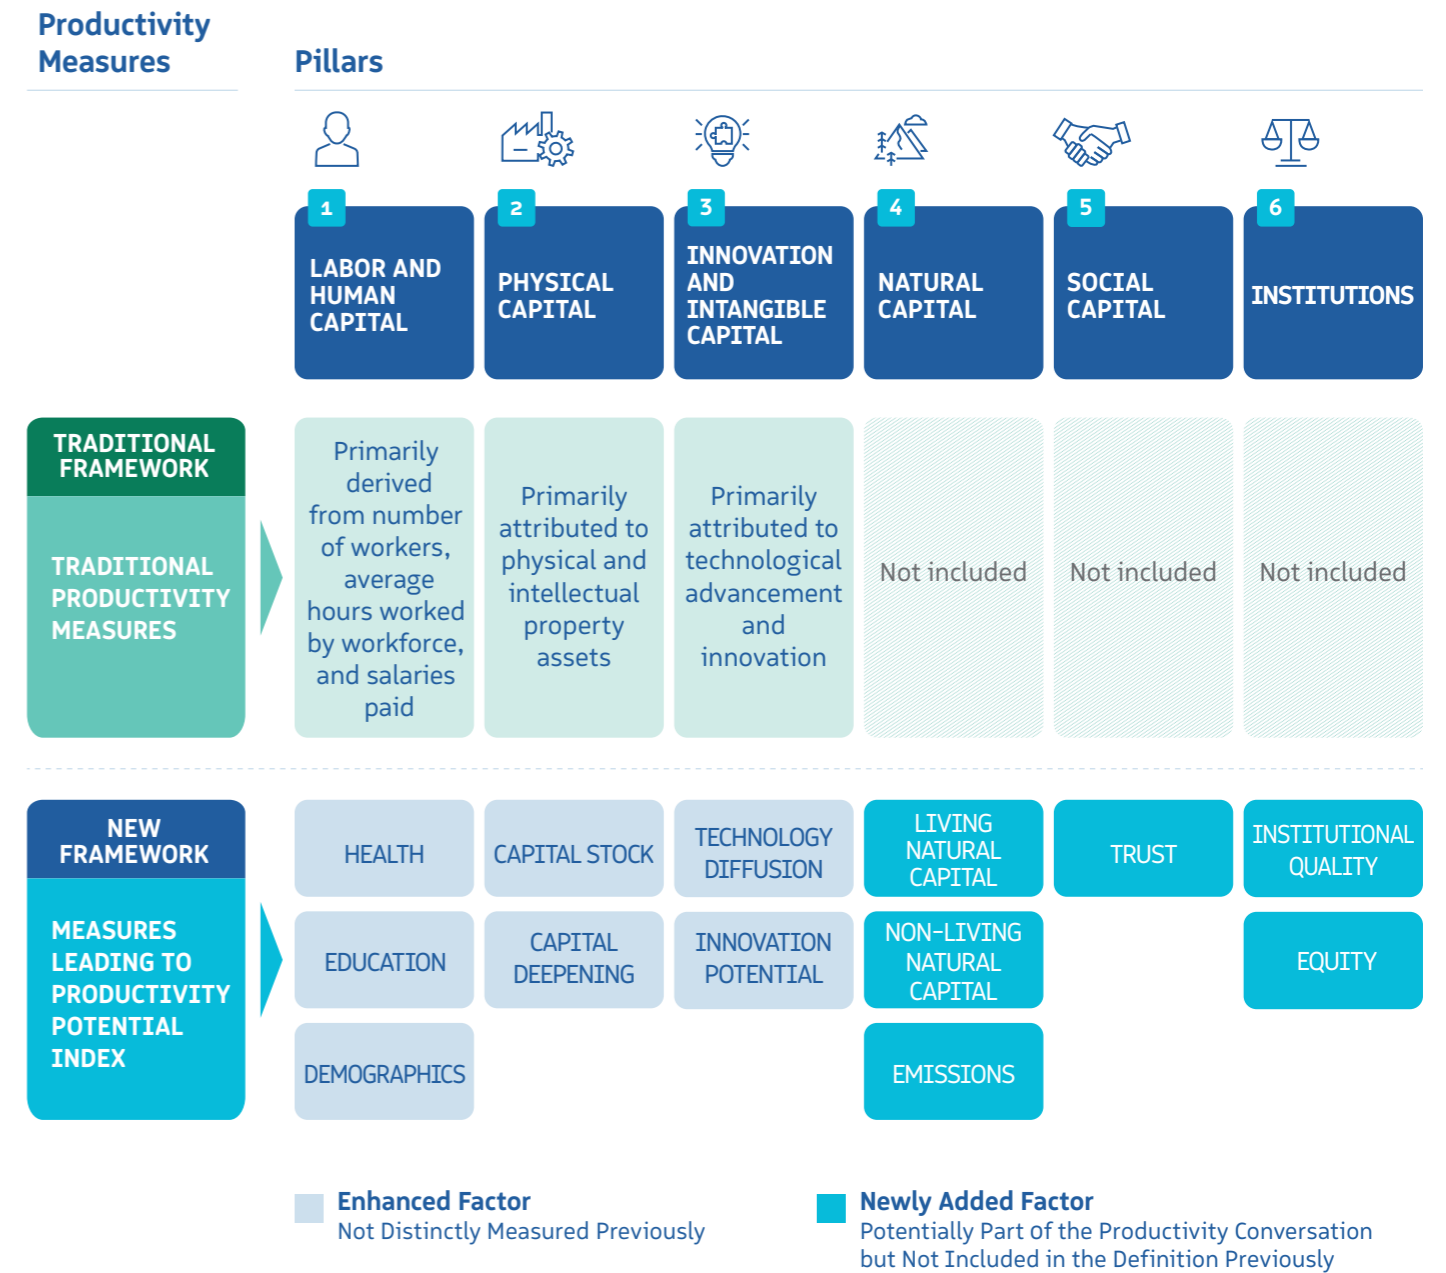 Productivity
Measures
Pillars
1
LABOR AND
HUMAN
CAPITAL
2
PHYSICAL
CAPITAL
3
INNOVATION
AND
INTANGIBLE
CAPITAL
4
NATURAL
CAPITAL
5
SOCIAL
CAPITAL
6
INSTITUTIONS
TRADITIONAL
FRAMEWORK
TRADITIONAL
PRODUCTIVITY
MEASURES
Primarily
derived
from number
of workers,
average
hours worked
by workforce,
and salaries
paid
Primarily
attributed to
physical and
intellectual
property
assets
Primarily
attributed to
technological
advancement
and
innovation
Not included
Not included
Not included
NEW
FRAMEWORK
MEASURES
LEADING TO
PRODUCTIVITY
POTENTIAL
INDEX
HEALTH
CAPITAL STOCK
TECHNOLOGY
DIFFUSION
LIVING
NATURAL
CAPITAL
TRUST
INSTITUTIONAL
QUALITY
EDUCATION
CAPITAL
DEEPENING
INNOVATION
POTENTIAL
NON-LIVING
NATURAL
CAPITAL
EQUITY
DEMOGRAPHICS
EMISSIONS
Enhanced Factor
Not Distinctly Measured Previously
Newly Added Factor
Potentially Part of the Productivity Conversation
but Not Included in the Definition Previously